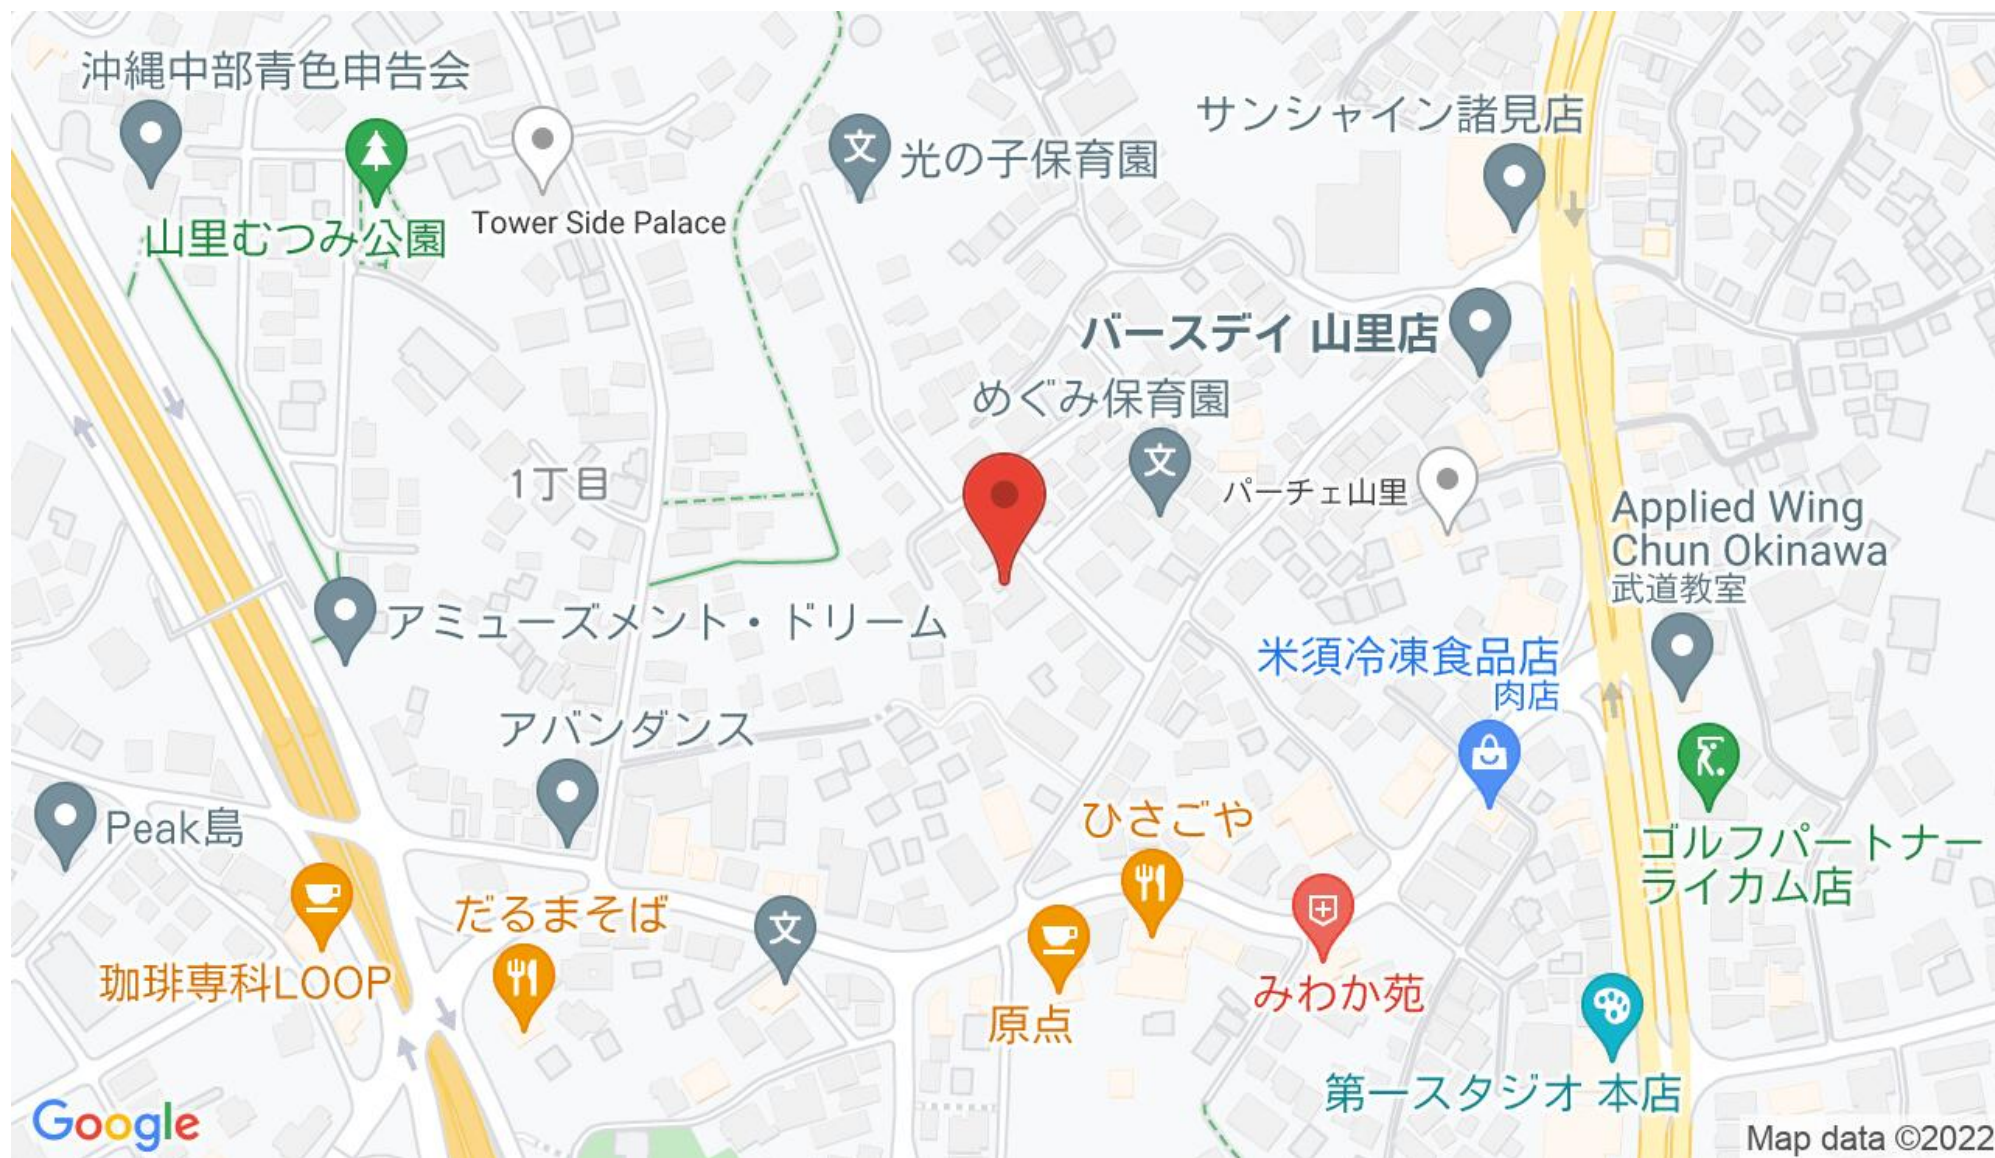 沖縄中部青色申告会
サンシャイン諸見店
文
光の子保育園
山里むつみ公園
Tower Side Palace
バースデイ 山里店
めぐみ保育園
文
1丁目
パーチェ山里
Applied Wing
Chun Okinawa
武道教室
アミューズメント・ドリーム
米須冷凍食品店
肉店
アバンダンス
Peak島
ひさごや
ゴルフパートナー
ライカム店
だるまそば
文
珈琲専科LOOP
みわか苑
原点
第一スタジオ 本店
Google
Map data ©2022